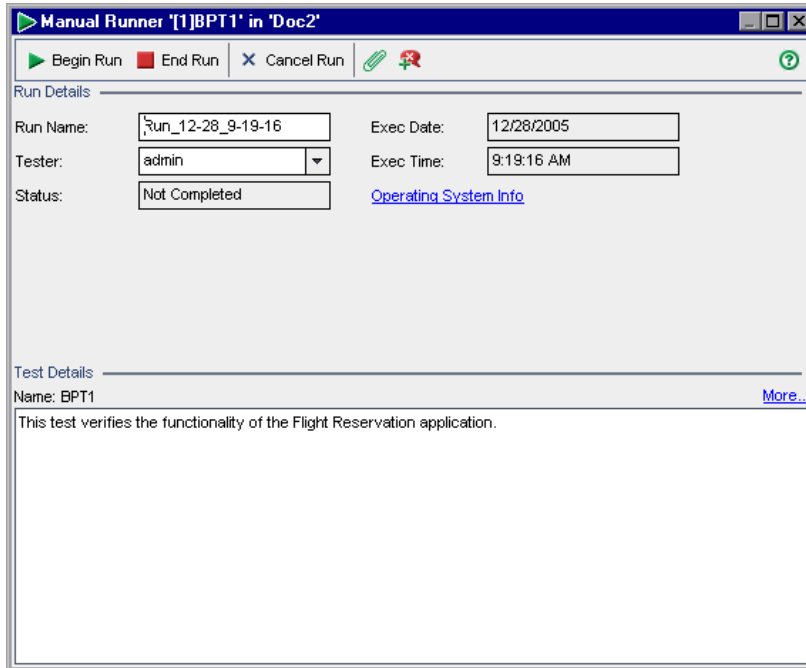 Manual Runner '[1]BPT1' in 'Doc2'
Begin Run End Run Cancel Run
Run Details
Run Name: Run_12-28_9-19-16 Exec Date: 12/28/2005
Tester: admin Exec Time: 9:19:16 AM
Status: Not Completed Operating System Info
Test Details
Name: BPT1 More...
This test verifies the functionality of the Flight Reservation application.